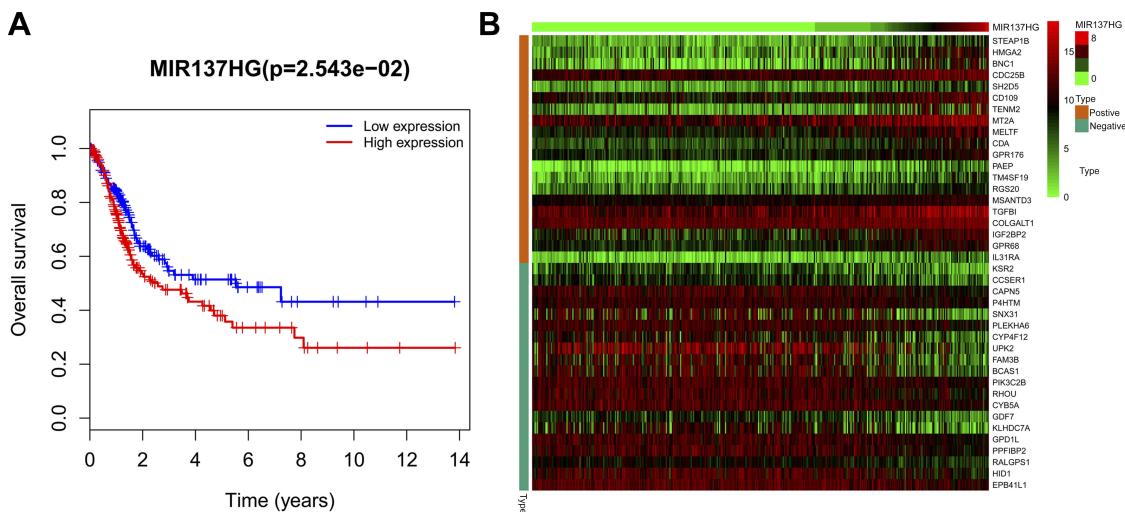 A
MIR137HG(p=2.543e−02)
Low expression
High expression
Overall survival
0.0
0.2
0.4
0.6
0.8
1.0
0 2 4 6 8 10 12 14
Time (years)
B
MIR137HG
STEAP1B
HMGA2
BNC1
CDC25B
SH2D5
CD109
TENM2
MT2A
MELTF
CDA
GPR176
PAEP
TM4SF19
RGS20
MSANTD3
TGFBI
COLGALT1
IGF2BP2
GPR68
IL31RA
KSR2
CCSER1
CAPN5
P4HTM
SNX31
PLEKHA6
CYP4F12
UPK2
FAM3B
BCAS1
PIK3C2B
RHOU
CYB5A
GDF7
KLHDC7A
GPD1L
PPFIBP2
RALGPS1
HID1
EPB41L1
Type
15
10
5
0
MIR137HG
8
0
Type
Postive
Negative
Type